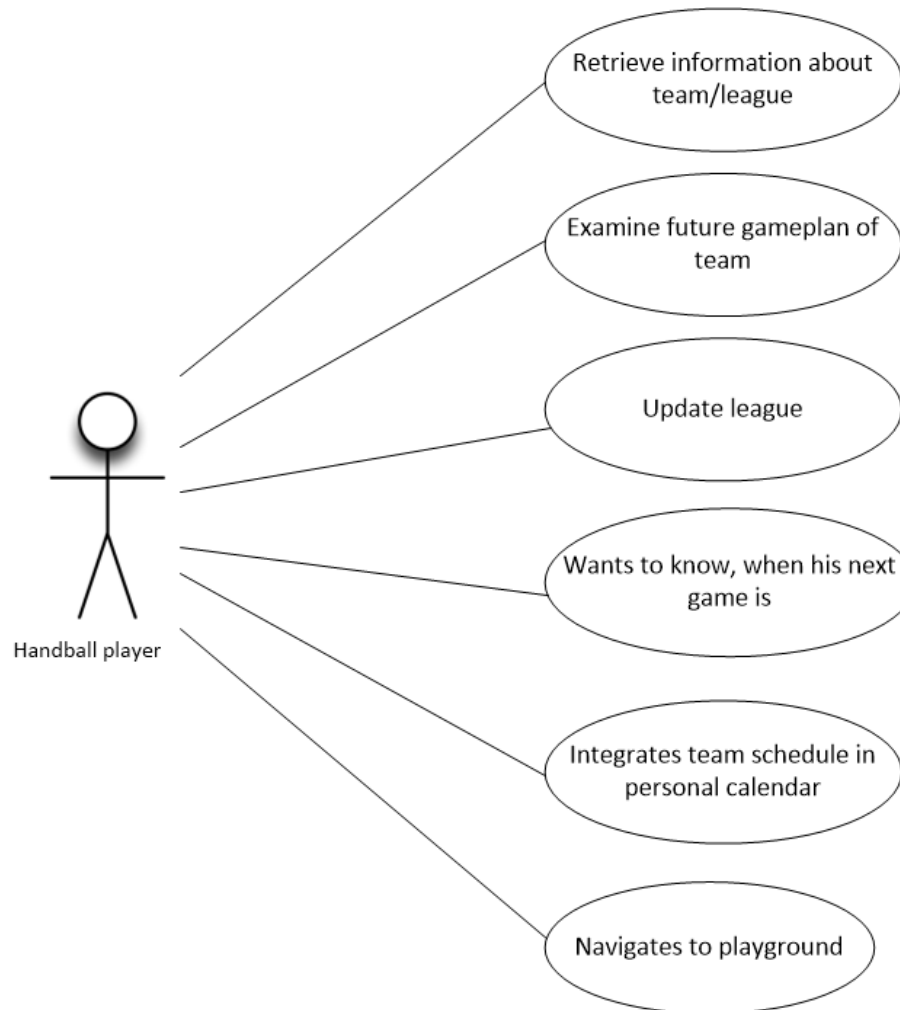 Retrieve information about
team/league
Examine future gameplan of
team
Update league
Wants to know, when his next
game is
Handball player
Integrates team schedule in
personal calendar
Navigates to playground